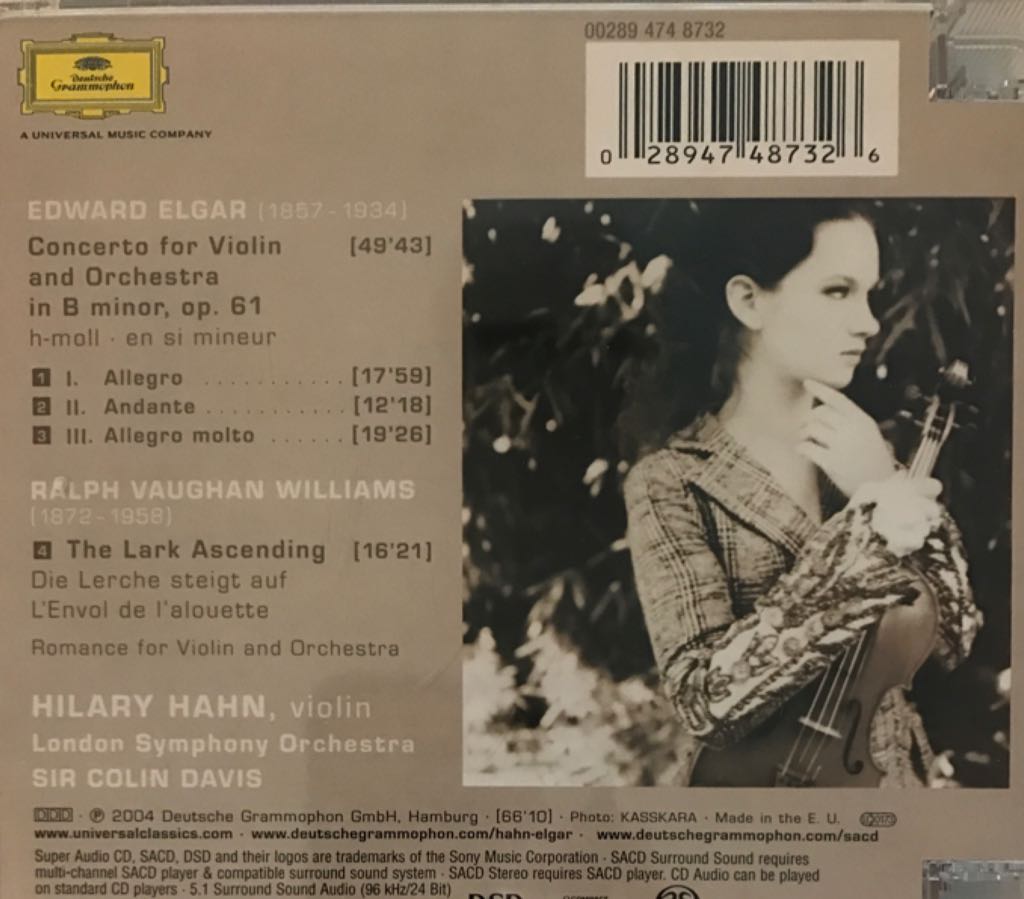 00289 474 8732
Deutsche
Grammophon
A UNIVERSAL MUSIC COMPANY
0 28947 48732 6
EDWARD ELGAR (1857-1934)
Concerto for Violin [49'43]
and Orchestra
in B minor, op. 61
h-moll · en si mineur
1 I. Allegro ........... [17'59]
2 II. Andante ........... [12'18]
3 III. Allegro molto ...... [19'26]
RALPH VAUGHAN WILLIAMS
(1872-1958)
4 The Lark Ascending [16'21]
Die Lerche steigt auf
L'Envol de l'alouette
Romance for Violin and Orchestra
HILARY HAHN, violin
London Symphony Orchestra
SIR COLIN DAVIS
DDD · ℗ 2004 Deutsche Grammophon GmbH, Hamburg · [66'10] · Photo: KASSKARA · Made in the E. U.
www.universalclassics.com · www.deutschegrammophon.com/hahn-elgar · www.deutschegrammophon.com/sacd
Super Audio CD, SACD, DSD and their logos are trademarks of the Sony Music Corporation · SACD Surround Sound requires
multi-channel SACD player & compatible surround sound system · SACD Stereo requires SACD player. CD Audio can be played
on standard CD players · 5.1 Surround Sound Audio (96 kHz/24 Bit)
DSD